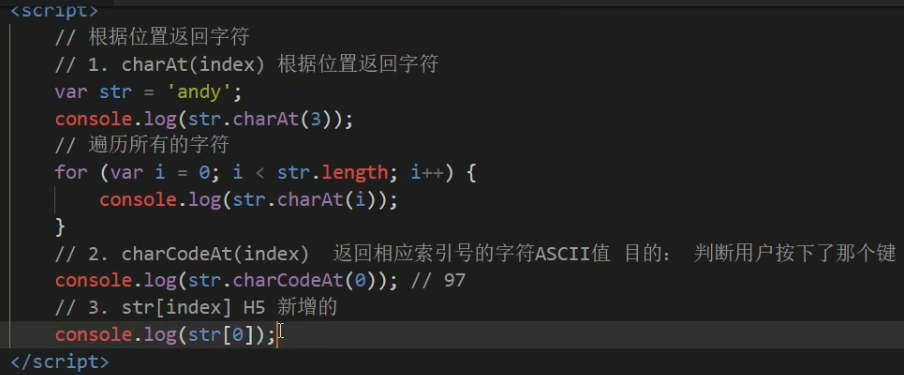 <script>
// 根据位置返回字符
// 1. charAt(index) 根据位置返回字符
var str = 'andy';
console.log(str.charAt(3));
// 遍历所有的字符
for (var i = 0; i < str.length; i++) {
console.log(str.charAt(i));
}
// 2. charCodeAt(index)  返回相应索引号的字符ASCII值 目的： 判断用户按下了那个键
console.log(str.charCodeAt(0)); // 97
// 3. str[index] H5 新增的
console.log(str[0]);
</script>